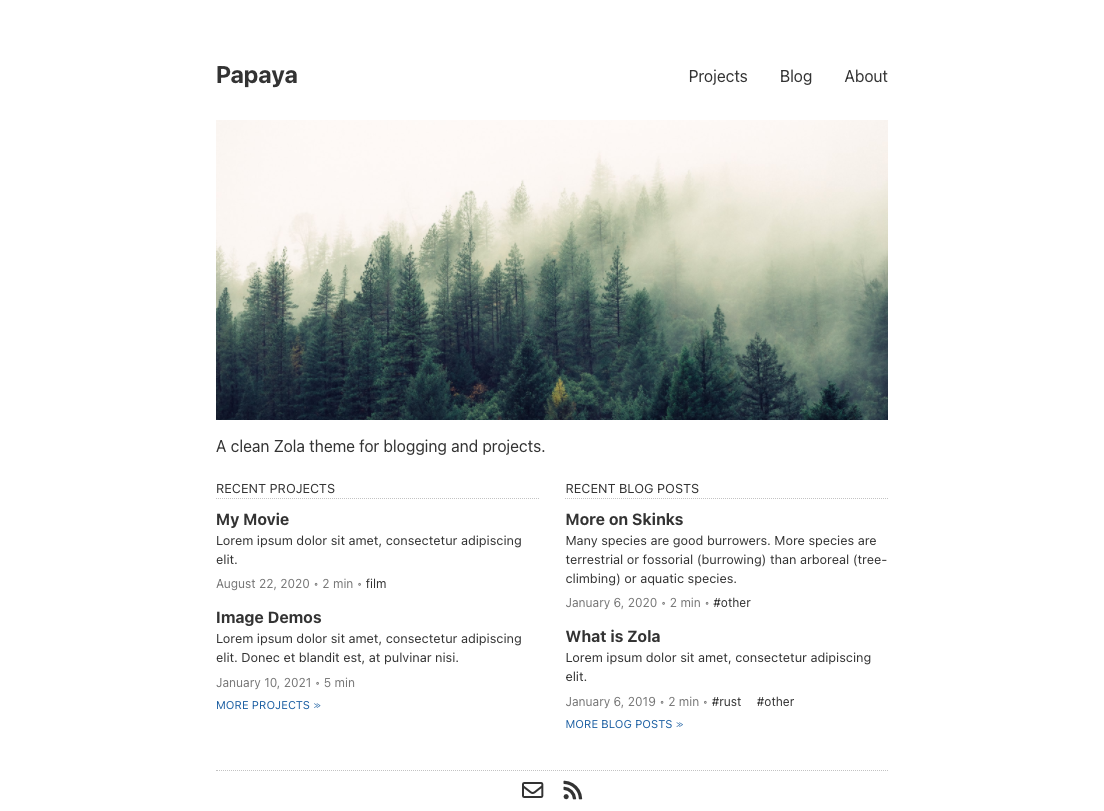 Papaya
Projects Blog About
A clean Zola theme for blogging and projects.
RECENT PROJECTS
My Movie
Lorem ipsum dolor sit amet, consectetur adipiscing
elit.
August 22, 2020 • 2 min • film
Image Demos
Lorem ipsum dolor sit amet, consectetur adipiscing
elit. Donec et blandit est, at pulvinar nisi.
January 10, 2021 • 5 min
MORE PROJECTS »
RECENT BLOG POSTS
More on Skinks
Many species are good burrowers. More species are
terrestrial or fossorial (burrowing) than arboreal (tree-
climbing) or aquatic species.
January 6, 2020 • 2 min • #other
What is Zola
Lorem ipsum dolor sit amet, consectetur adipiscing
elit.
January 6, 2019 • 2 min • #rust #other
MORE BLOG POSTS »